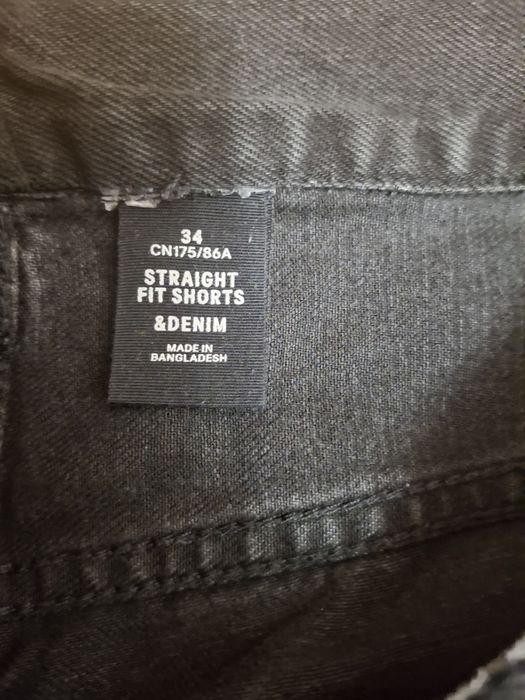 34
CN175/86A
STRAIGHT
FIT SHORTS
&DENIM
MADE IN
BANGLADESH